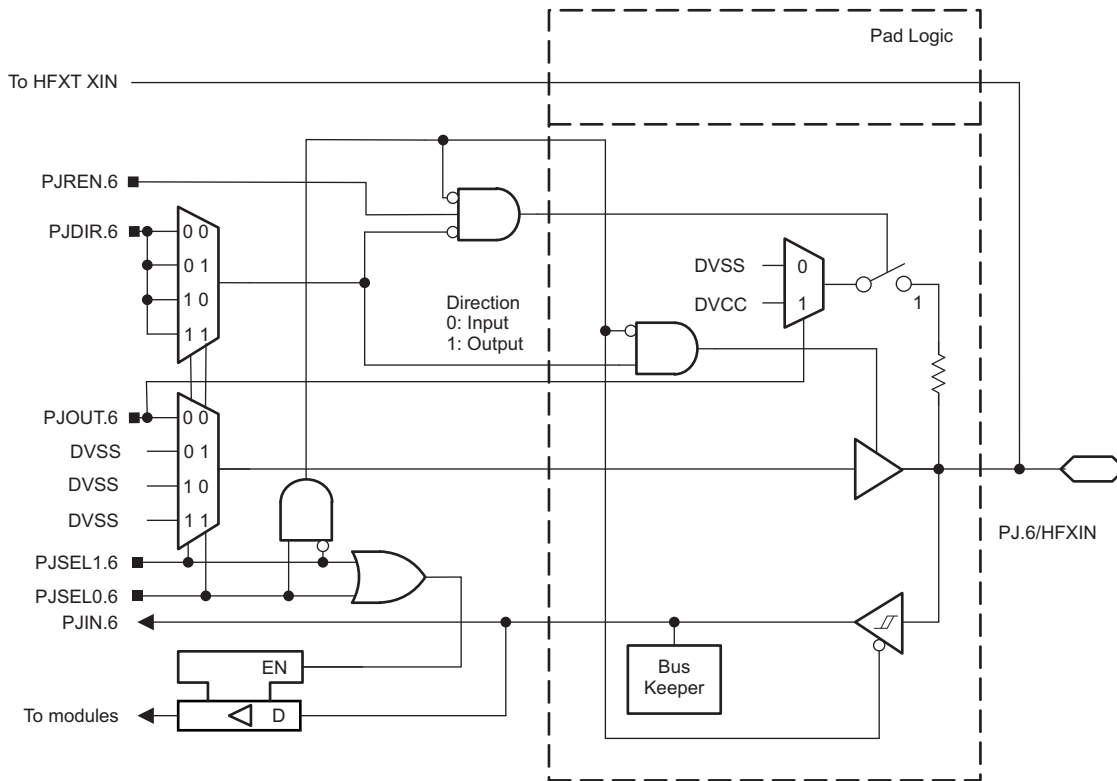 Pad Logic
To HFXT XIN
PJREN.6
PJDIR.6
0 0
0 1
1 0
1 1
Direction
0: Input
1: Output
DVSS
0
DVCC
1
1
PJOUT.6
0 0
DVSS
0 1
DVSS
1 0
DVSS
1 1
PJSEL1.6
PJSEL0.6
PJIN.6
PJ.6/HFXIN
Bus
Keeper
EN
To modules
D